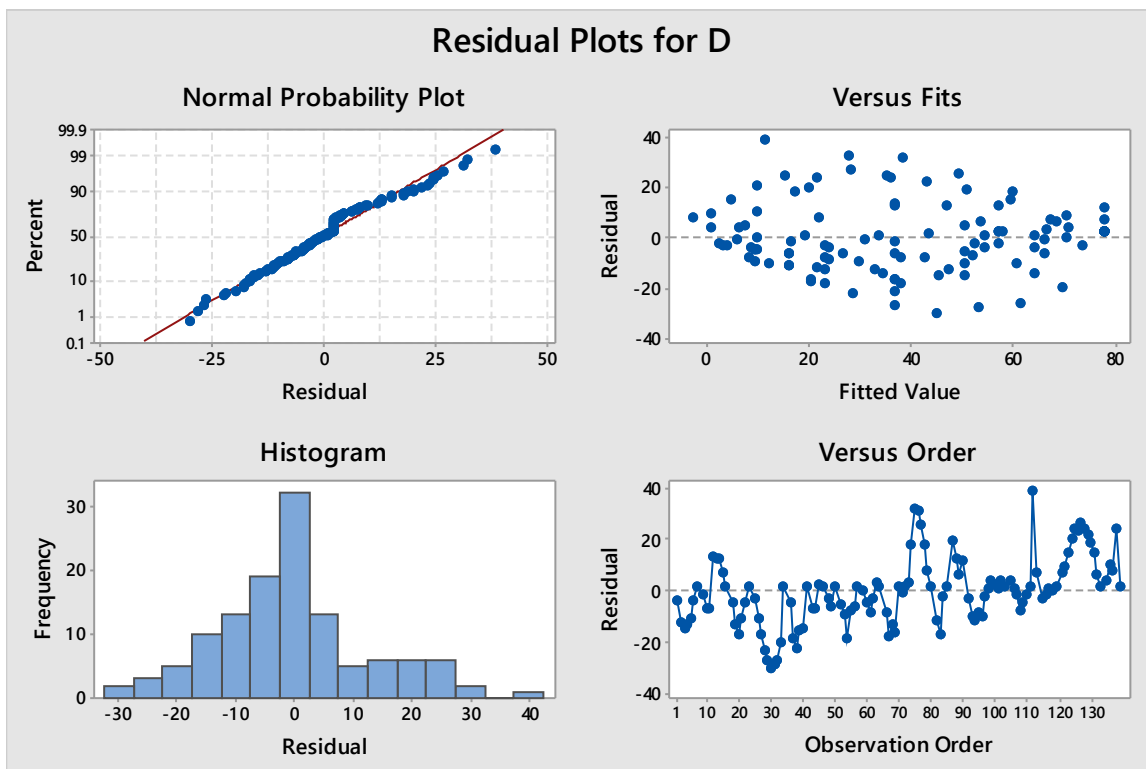 Residual Plots for D
Normal Probability Plot
99.9
99
90
50
10
1
0.1
Percent
-50 -25 0 25 50
Residual
Versus Fits
40
20
0
-20
-40
Residual
0 20 40 60 80
Fitted Value
Histogram
30
20
10
0
Frequency
-30 -20 -10 0 10 20 30 40
Residual
Versus Order
40
20
0
-20
-40
Residual
1 10 20 30 40 50 60 70 80 90 100 110 120 130
Observation Order